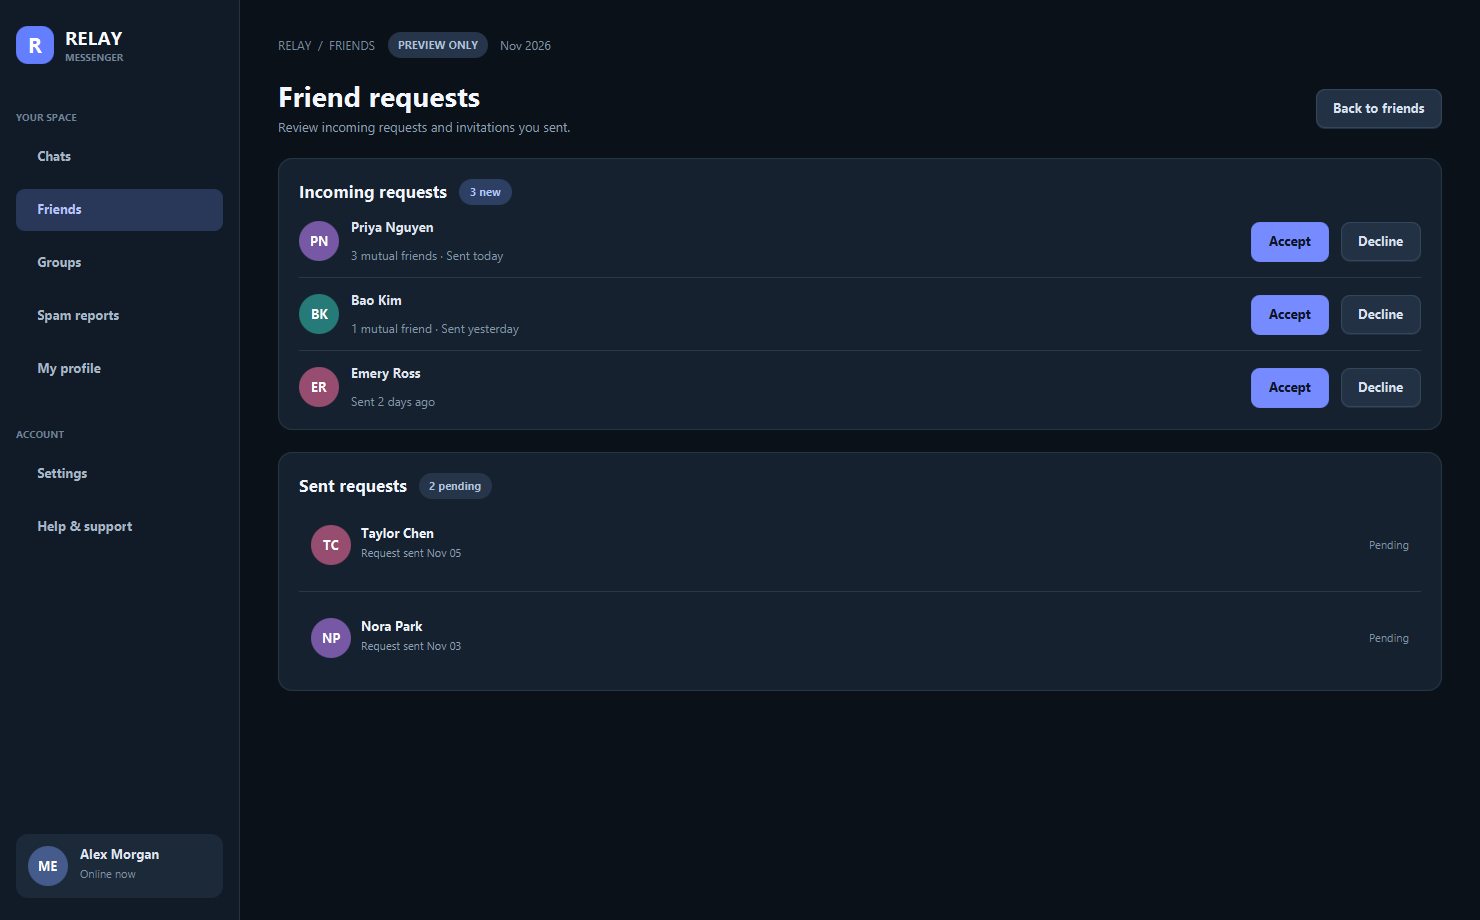 R
RELAY
MESSENGER
YOUR SPACE
Chats
Friends
Groups
Spam reports
My profile
ACCOUNT
Settings
Help & support
ME
Alex Morgan
Online now
RELAY / FRIENDS PREVIEW ONLY Nov 2026
Friend requests
Review incoming requests and invitations you sent.
Back to friends
Incoming requests 3 new
PN
Priya Nguyen
3 mutual friends · Sent today
Accept Decline
BK
Bao Kim
1 mutual friend · Sent yesterday
Accept Decline
ER
Emery Ross
Sent 2 days ago
Accept Decline
Sent requests 2 pending
TC
Taylor Chen
Request sent Nov 05
Pending
NP
Nora Park
Request sent Nov 03
Pending